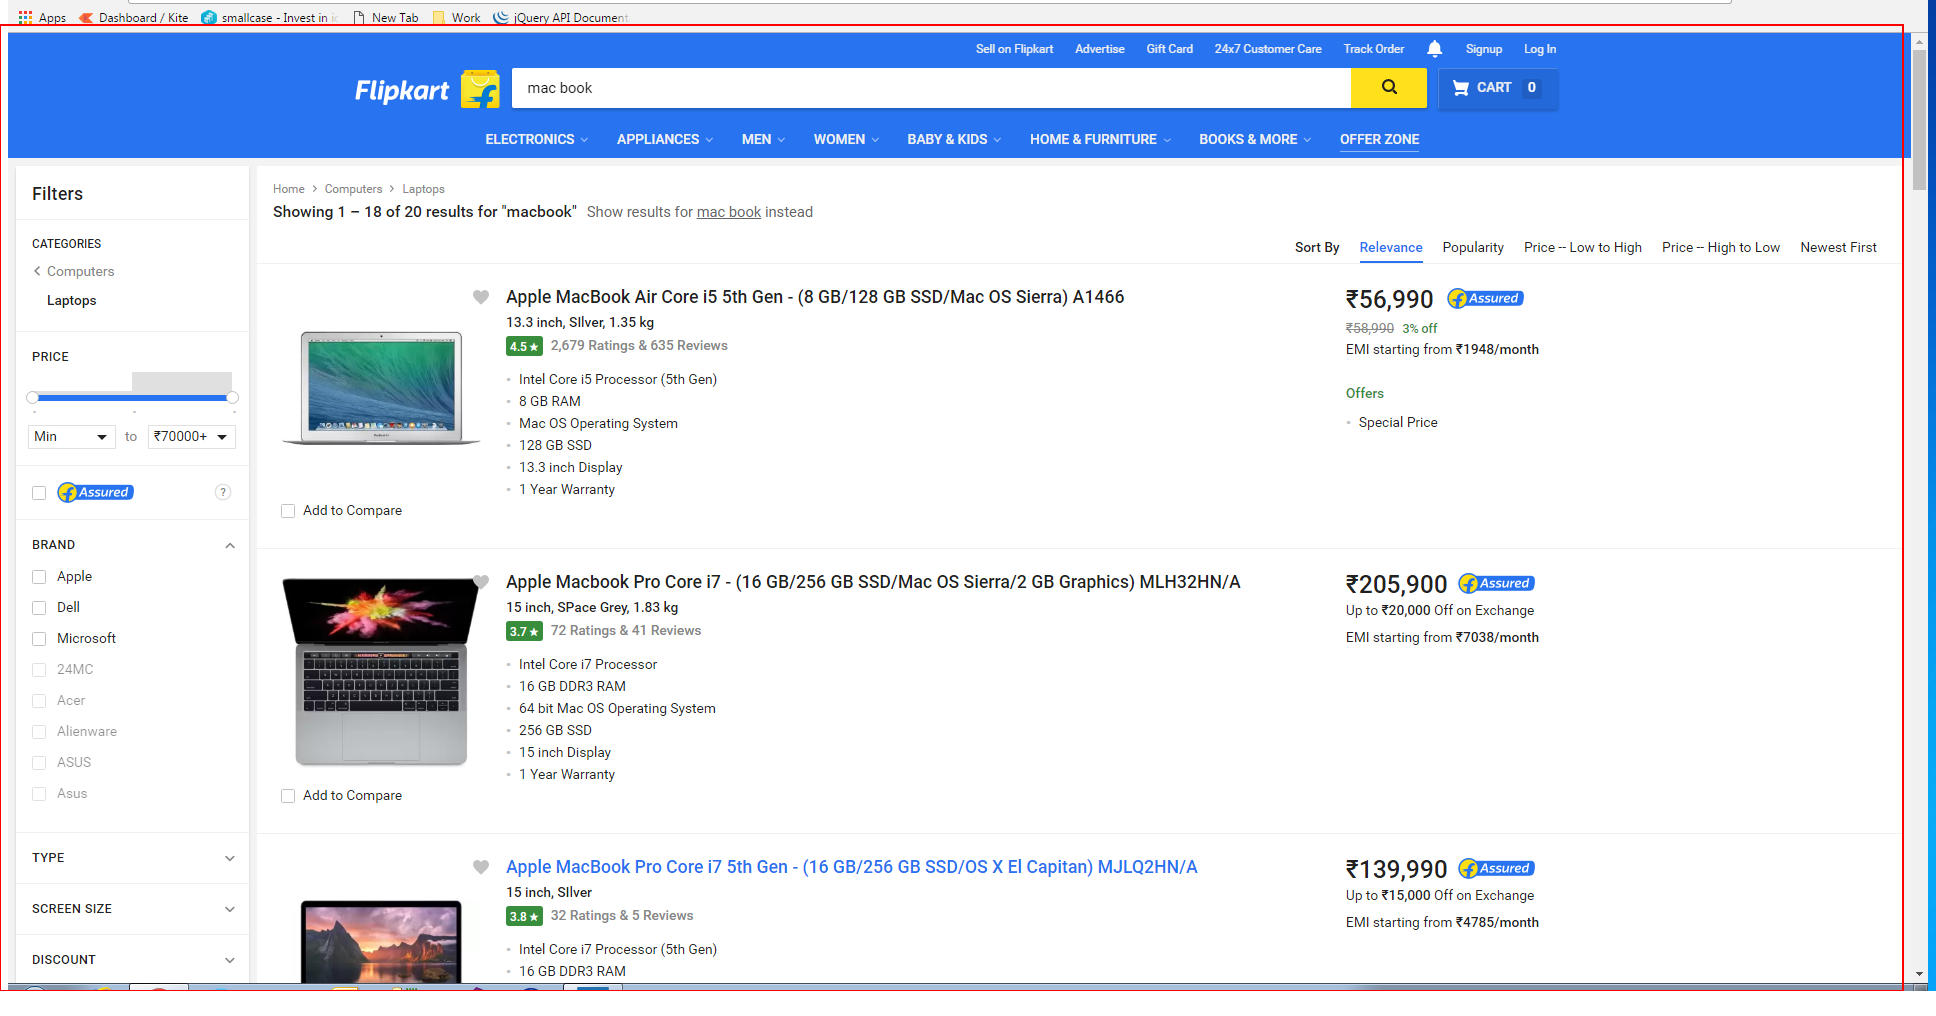 Apps Dashboard / Kite smallcase - Invest in New Tab Work jQuery API Document
Sell on Flipkart Advertise Gift Card 24x7 Customer Care Track Order Signup Log In
Flipkart mac book CART 0
ELECTRONICS APPLIANCES MEN WOMEN BABY & KIDS HOME & FURNITURE BOOKS & MORE OFFER ZONE
Filters
CATEGORIES
Computers
Laptops
PRICE
Min to ₹70000+
Assured ?
BRAND
Apple
Dell
Microsoft
24MC
Acer
Alienware
ASUS
Asus
TYPE
SCREEN SIZE
DISCOUNT
Home > Computers > Laptops
Showing 1 – 18 of 20 results for "macbook" Show results for mac book instead
Sort By Relevance Popularity Price -- Low to High Price -- High to Low Newest First
Apple MacBook Air Core i5 5th Gen - (8 GB/128 GB SSD/Mac OS Sierra) A1466
13.3 inch, SIlver, 1.35 kg
4.5 ★ 2,679 Ratings & 635 Reviews
Intel Core i5 Processor (5th Gen)
8 GB RAM
Mac OS Operating System
128 GB SSD
13.3 inch Display
1 Year Warranty
Add to Compare
₹56,990 Assured
₹58,990 3% off
EMI starting from ₹1948/month
Offers
Special Price
Apple Macbook Pro Core i7 - (16 GB/256 GB SSD/Mac OS Sierra/2 GB Graphics) MLH32HN/A
15 inch, SPace Grey, 1.83 kg
3.7 ★ 72 Ratings & 41 Reviews
Intel Core i7 Processor
16 GB DDR3 RAM
64 bit Mac OS Operating System
256 GB SSD
15 inch Display
1 Year Warranty
Add to Compare
₹205,900 Assured
Up to ₹20,000 Off on Exchange
EMI starting from ₹7038/month
Apple MacBook Pro Core i7 5th Gen - (16 GB/256 GB SSD/OS X El Capitan) MJLQ2HN/A
15 inch, SIlver
3.8 ★ 32 Ratings & 5 Reviews
Intel Core i7 Processor (5th Gen)
16 GB DDR3 RAM
₹139,990 Assured
Up to ₹15,000 Off on Exchange
EMI starting from ₹4785/month